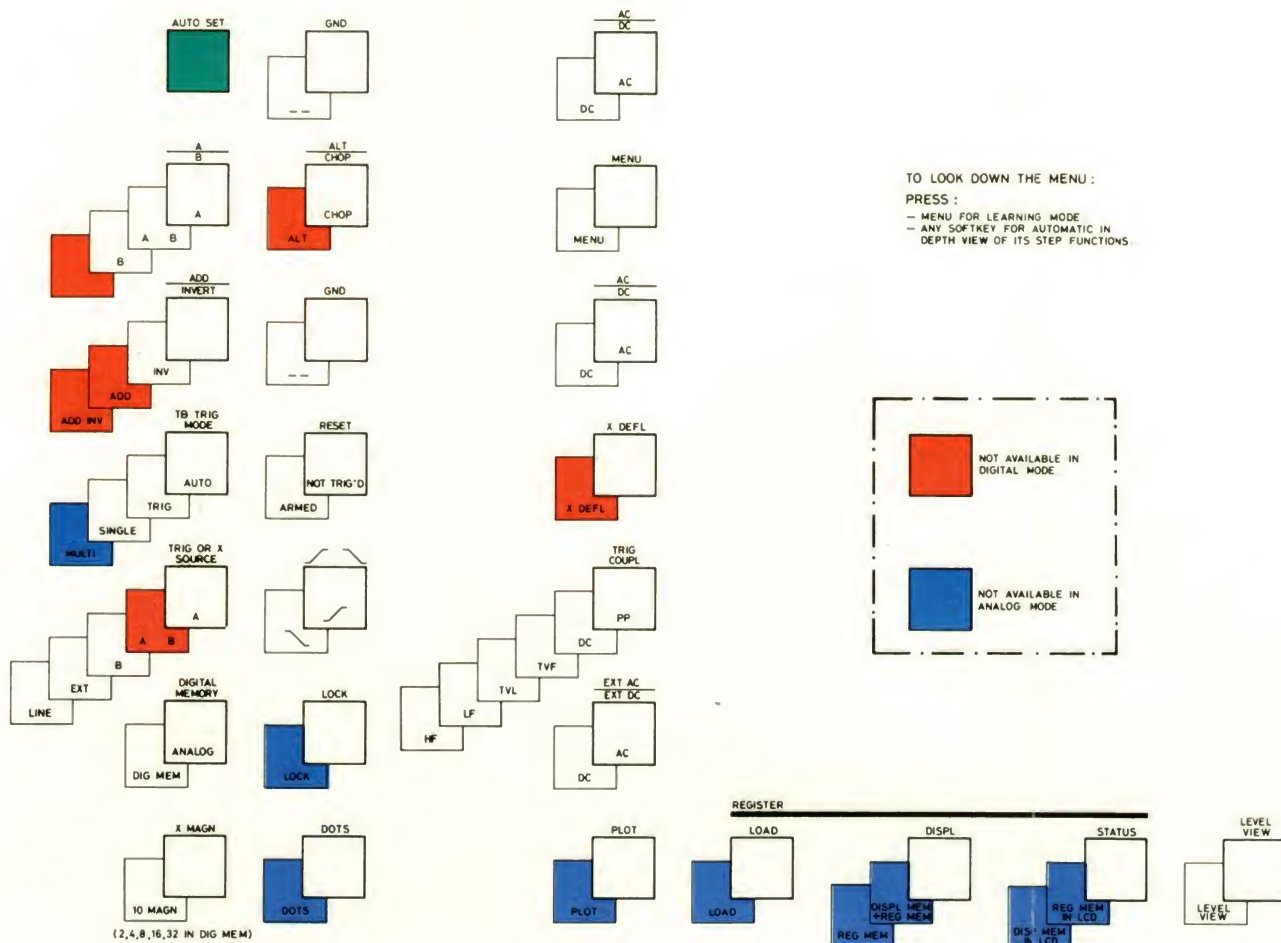 AUTO SET
GND
AC
DC
AC
DC
– –
A
B
A
A B
B
ALT
CHOP
CHOP
ALT
MENU
MENU
TO LOOK DOWN THE MENU :
PRESS :
– MENU FOR LEARNING MODE
– ANY SOFTKEY FOR AUTOMATIC IN
DEPTH VIEW OF ITS STEP FUNCTIONS.
ADD
INVERT
INV
ADD
ADD INV
GND
– –
AC
DC
AC
DC
TB TRIG
MODE
AUTO
TRIG
SINGLE
MULTI
RESET
NOT TRIG'D
ARMED
X DEFL
X DEFL
NOT AVAILABLE IN
DIGITAL MODE
NOT AVAILABLE IN
ANALOG MODE
TRIG OR X
SOURCE
A
A B
B
EXT
LINE
TRIG
COUPL
PP
DC
TVF
TVL
LF
HF
DIGITAL
MEMORY
ANALOG
DIG MEM
LOCK
LOCK
EXT AC
EXT DC
AC
DC
X MAGN
10 MAGN
(2,4,8,16,32 IN DIG MEM)
DOTS
DOTS
PLOT
PLOT
REGISTER
LOAD
LOAD
DISPL
DISPL MEM
+REG MEM
REG MEM
STATUS
REG MEM
IN LCD
DISP MEM
IN LCD
LEVEL
VIEW
LEVEL
VIEW